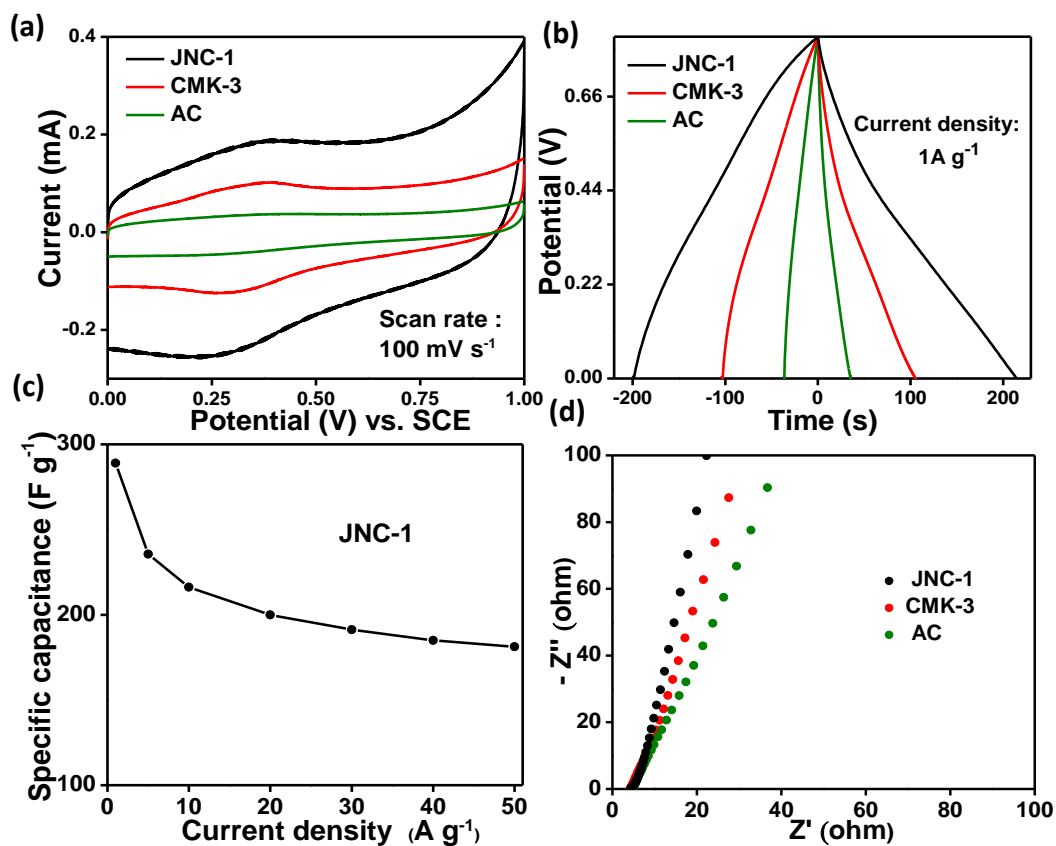 (a)
0.4
0.2
0.0
-0.2
Current (mA)
JNC-1
CMK-3
AC
Scan rate :
100 mV s-1
0.00 0.25 0.50 0.75 1.00
Potential (V) vs. SCE
(b)
0.66
0.44
0.22
0.00
Potential (V)
JNC-1
CMK-3
AC
Current density:
1A g-1
-200 -100 0 100 200
Time (s)
(c)
300
200
100
Specific capacitance (F g-1)
JNC-1
0 10 20 30 40 50
Current density (A g-1)
(d)
100
80
60
40
20
0
- Z'' (ohm)
JNC-1
CMK-3
AC
0 20 40 60 80 100
Z' (ohm)